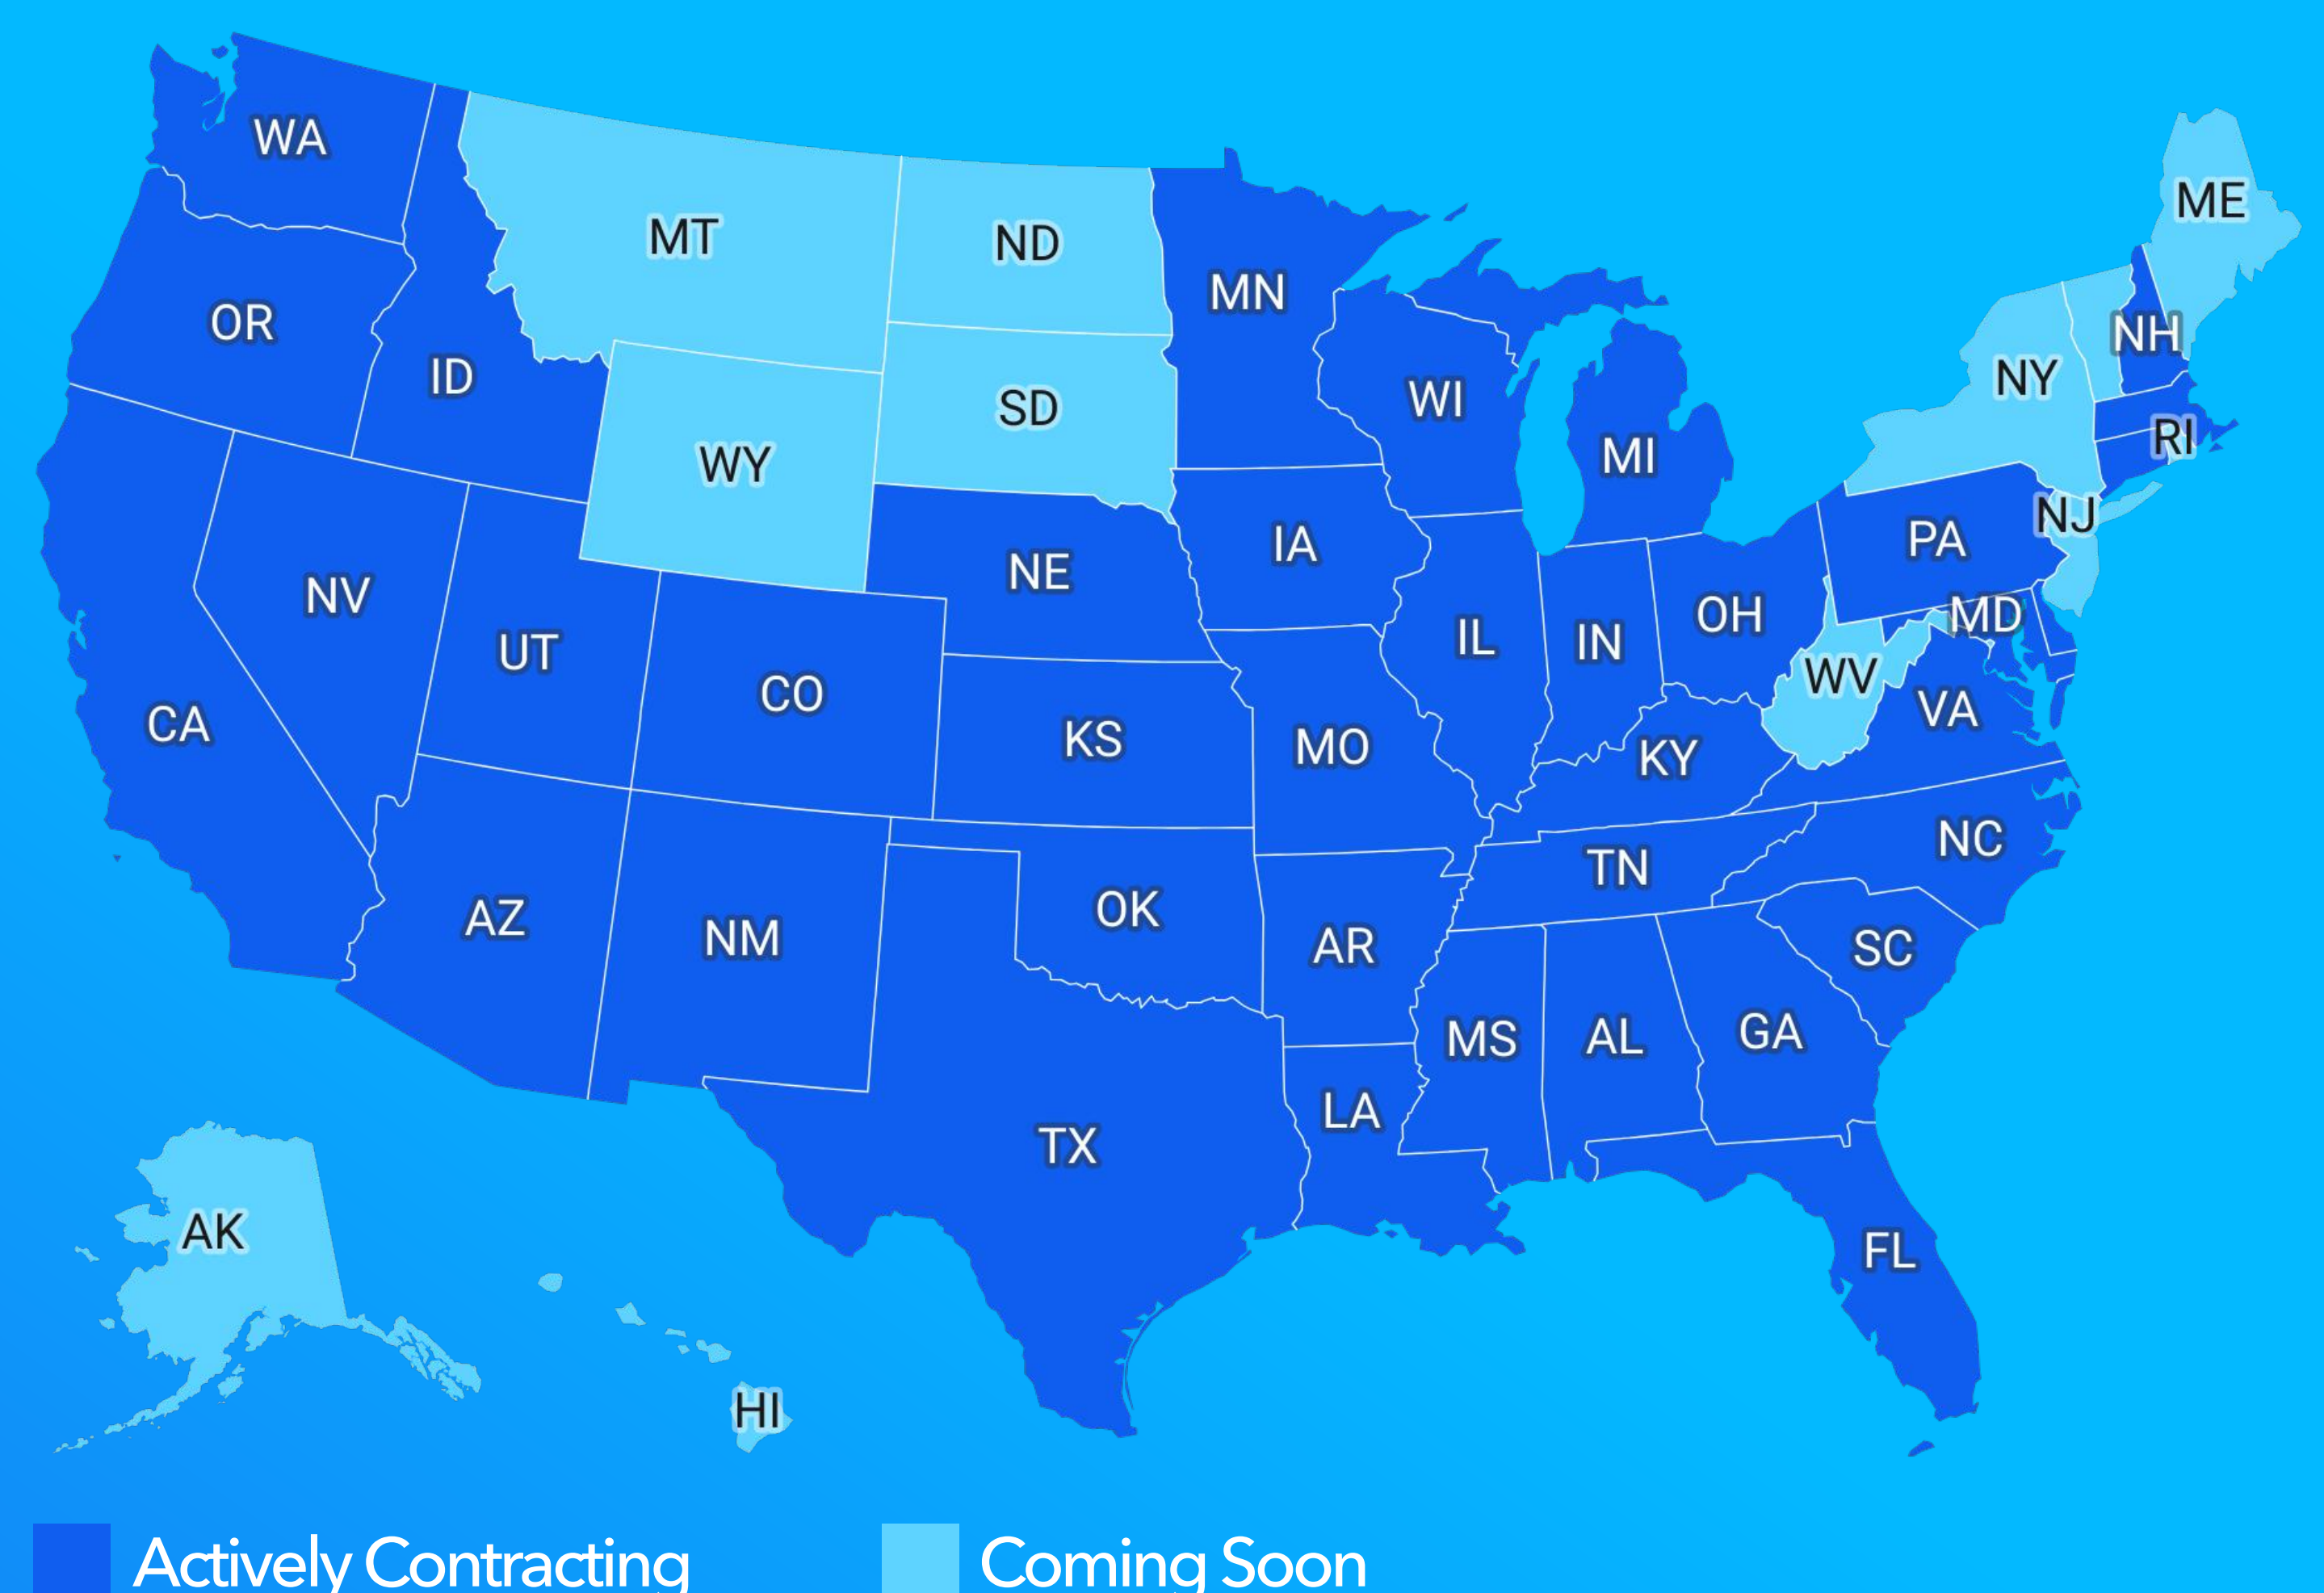 WA
ME
MT
ND
MN
OR
NH
ID
NY
WI
SD
RI
MI
WY
NJ
PA
IA
NE
NV
OH
MD
IL
IN
UT
WV
CO
VA
CA
KS
MO
KY
NC
TN
OK
AZ
NM
AR
SC
GA
AL
MS
LA
TX
AK
FL
HI
Actively Contracting
Coming Soon